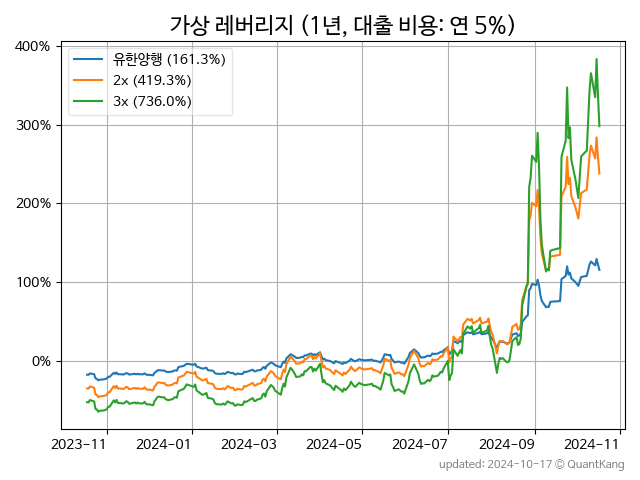 가상 레버리지 (1년, 대출 비용: 연 5%)
400%
300%
200%
100%
0%
유한양행 (161.3%)
2x (419.3%)
3x (736.0%)
2023-11
2024-01
2024-03
2024-05
2024-07
2024-09
2024-11
updated: 2024-10-17 © QuantKang